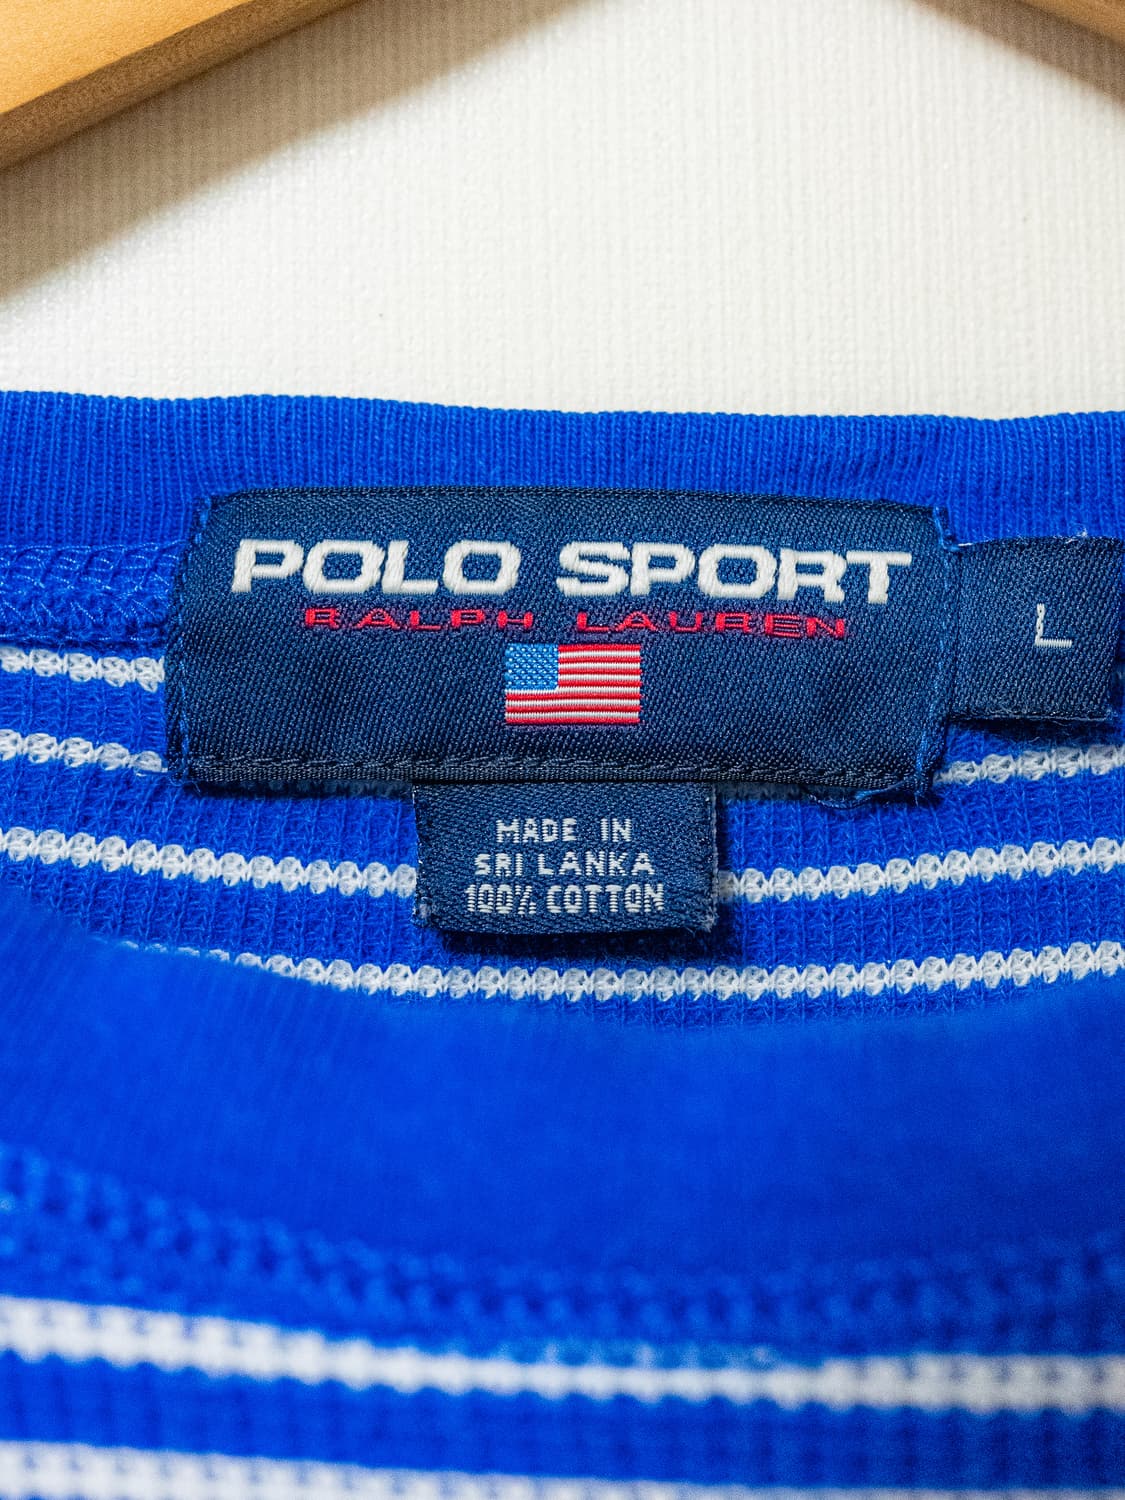 POLO SPORT
RALPH LAUREN
L
MADE IN
SRI LANKA
100% COTTON